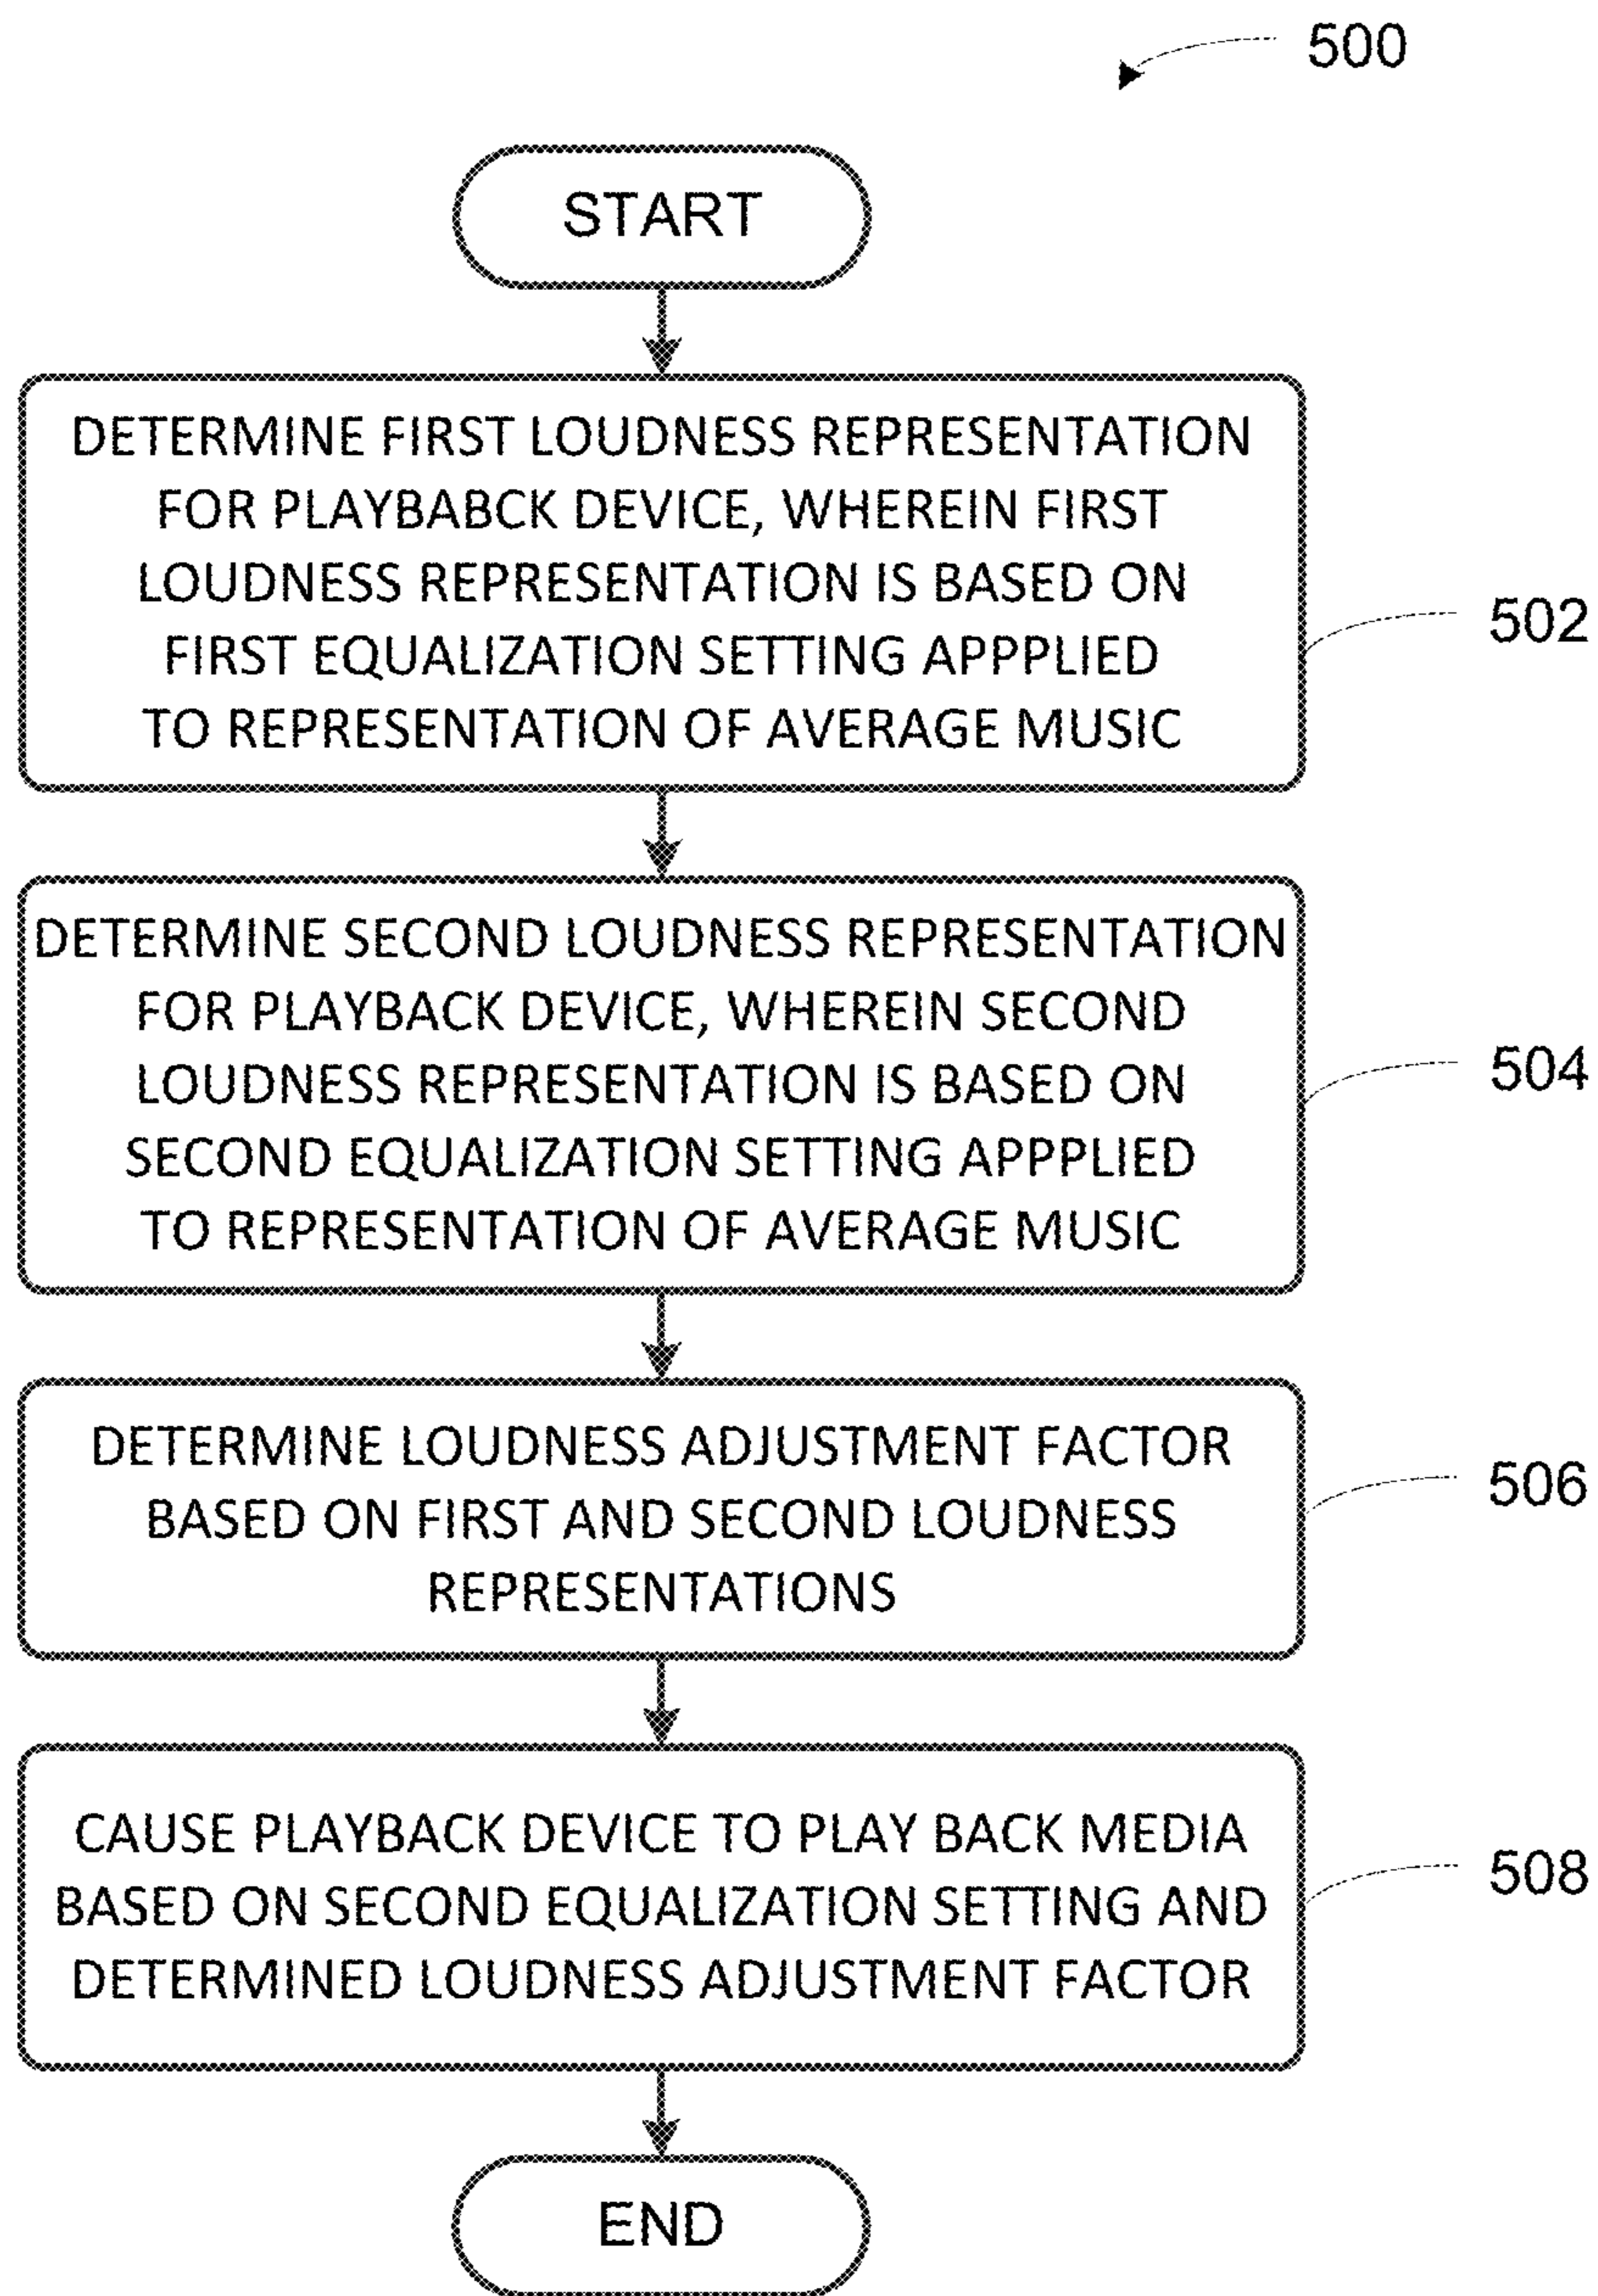 500
START
DETERMINE FIRST LOUDNESS REPRESENTATION
FOR PLAYBABCK DEVICE, WHEREIN FIRST
LOUDNESS REPRESENTATION IS BASED ON
FIRST EQUALIZATION SETTING APPPLIED
TO REPRESENTATION OF AVERAGE MUSIC
502
DETERMINE SECOND LOUDNESS REPRESENTATION
FOR PLAYBACK DEVICE, WHEREIN SECOND
LOUDNESS REPRESENTATION IS BASED ON
SECOND EQUALIZATION SETTING APPPLIED
TO REPRESENTATION OF AVERAGE MUSIC
504
DETERMINE LOUDNESS ADJUSTMENT FACTOR
BASED ON FIRST AND SECOND LOUDNESS
REPRESENTATIONS
506
CAUSE PLAYBACK DEVICE TO PLAY BACK MEDIA
BASED ON SECOND EQUALIZATION SETTING AND
DETERMINED LOUDNESS ADJUSTMENT FACTOR
508
END